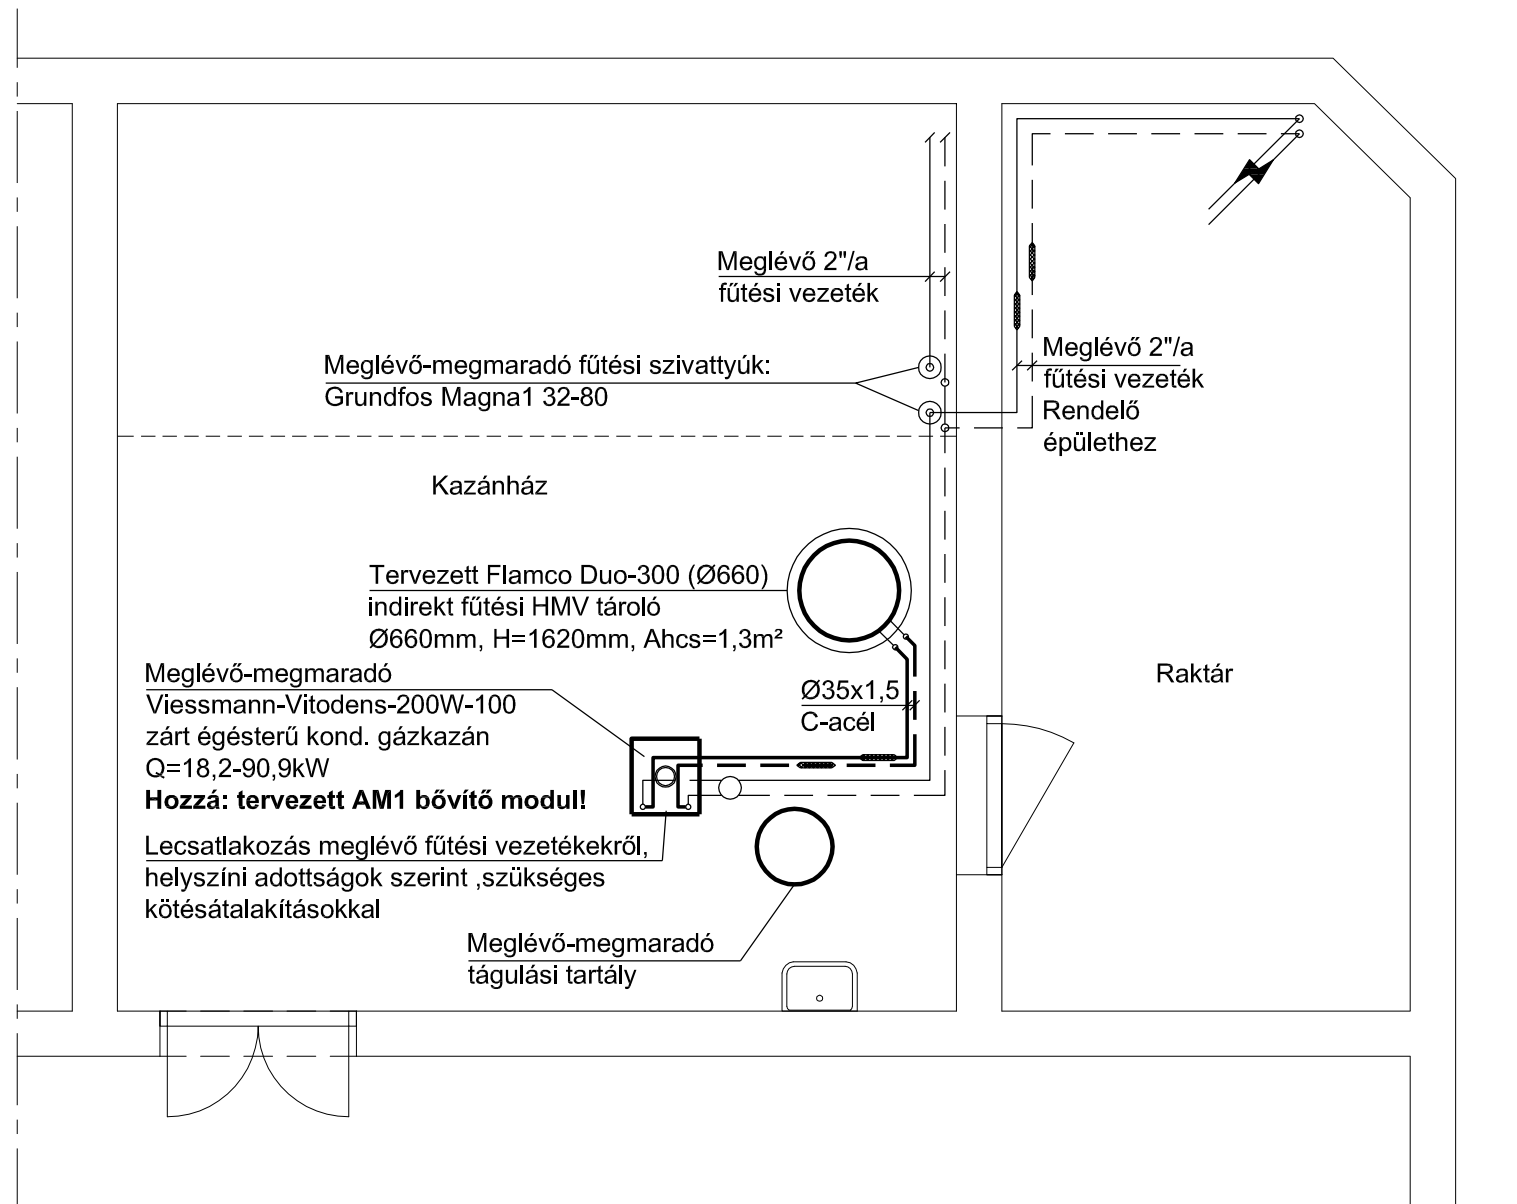 Meglévő 2"/a
fűtési vezeték
Meglévő-megmaradó fűtési szivattyúk:
Grundfos Magna1 32-80
Meglévő 2"/a
fűtési vezeték
Rendelő
épülethez
Kazánház
Tervezett Flamco Duo-300 (Ø660)
indirekt fűtési HMV tároló
Ø660mm, H=1620mm, Ahcs=1,3m²
Raktár
Meglévő-megmaradó
Viessmann-Vitodens-200W-100
zárt égésterű kond. gázkazán
Q=18,2-90,9kW
Hozzá: tervezett AM1 bővítő modul!
Ø35x1,5
C-acél
Lecsatlakozás meglévő fűtési vezetékekről,
helyszíni adottságok szerint ,szükséges
kötésátalakításokkal
Meglévő-megmaradó
tágulási tartály